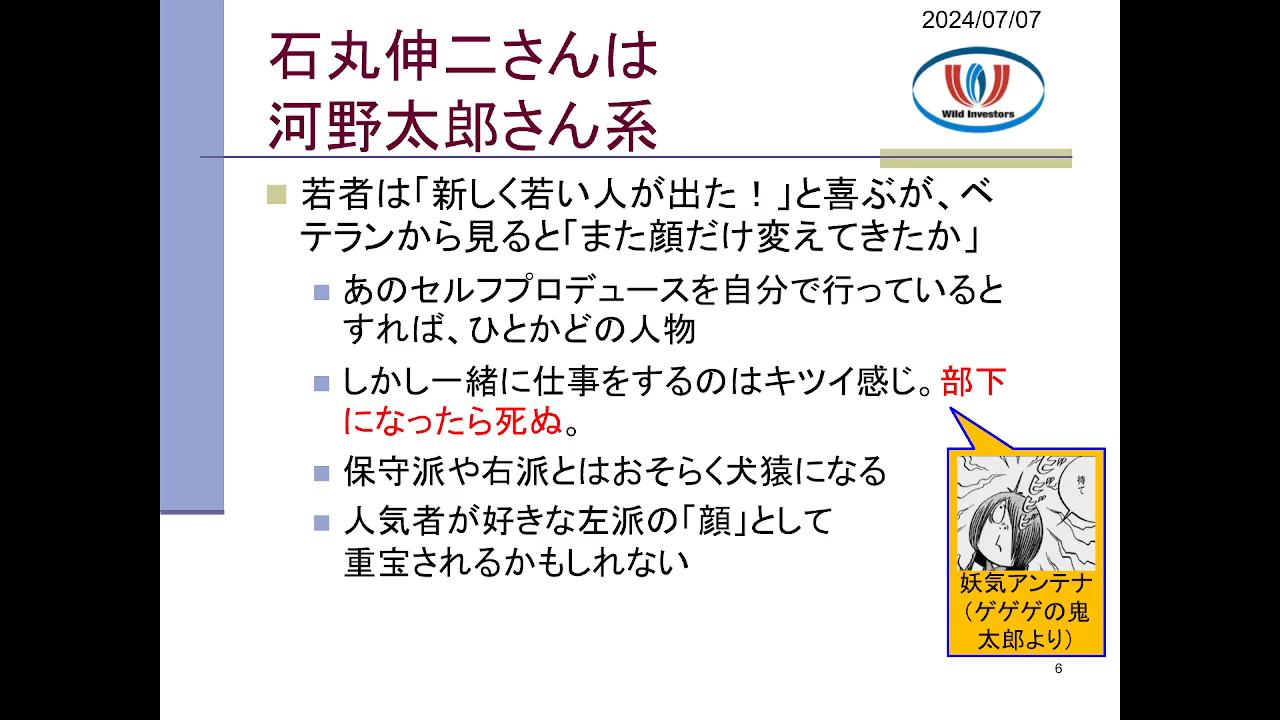 2024/07/07
石丸伸二さんは
河野太郎さん系
Wild Investors
若者は「新しく若い人が出た！」と喜ぶが、ベ
テランから見ると「また顔だけ変えてきたか」
あのセルフプロデュースを自分で行っていると
すれば、ひとかどの人物
しかし一緒に仕事をするのはキツイ感じ。部下
になったら死ぬ。
保守派や右派とはおそらく犬猿になる
人気者が好きな左派の「顔」として
重宝されるかもしれない
待て
ビビビ
妖気アンテナ
（ゲゲゲの鬼
太郎より）
6